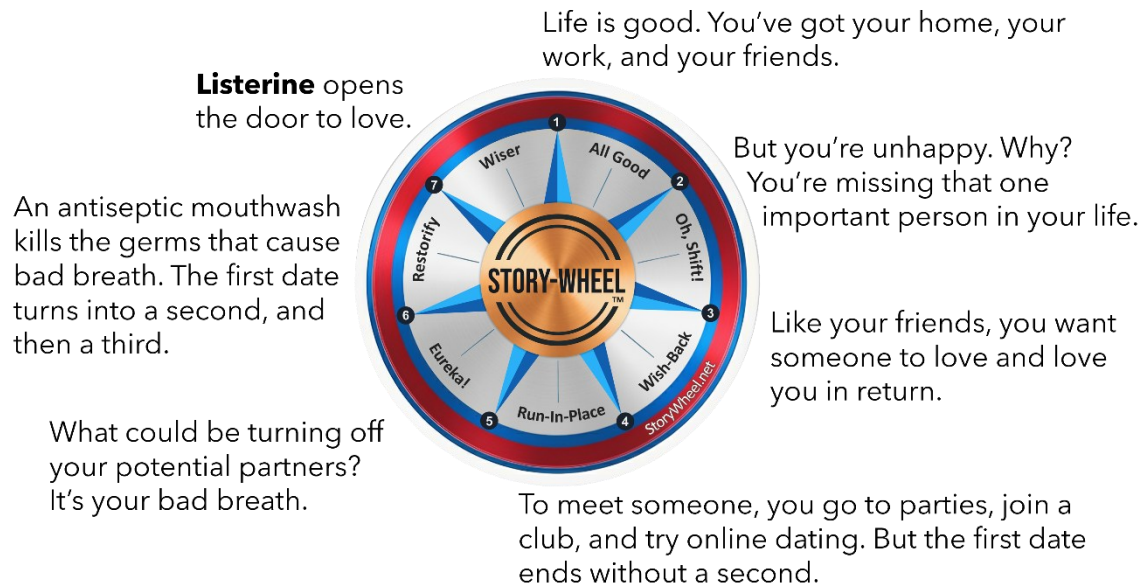 Life is good. You’ve got your home, your
work, and your friends.
But you’re unhappy. Why?
You’re missing that one
important person in your life.
Like your friends, you want
someone to love and love
you in return.
To meet someone, you go to parties, join a
club, and try online dating. But the first date
ends without a second.
What could be turning off
your potential partners?
It’s your bad breath.
An antiseptic mouthwash
kills the germs that cause
bad breath. The first date
turns into a second, and
then a third.
Listerine opens
the door to love.
1
All Good
2
Oh, Shift!
3
Wish-Back
4
Run-In-Place
5
Eureka!
6
Restorify
7
Wiser
STORY-WHEEL
TM
StoryWheel.net